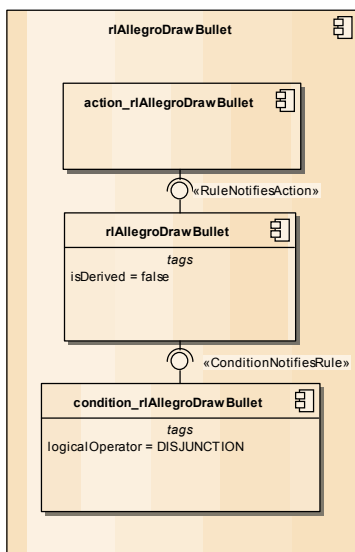 rlAllegroDrawBullet
action_rlAllegroDrawBullet
«RuleNotifiesAction»
rlAllegroDrawBullet
tags
isDerived = false
«ConditionNotifiesRule»
condition_rlAllegroDrawBullet
tags
logicalOperator = DISJUNCTION